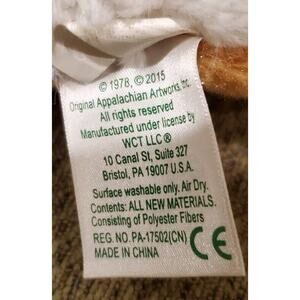 © 1978, © 2015
Original Appalachian Artworks, Inc.
All rights reserved
Manufactured under license by
WCT LLC ®
10 Canal St, Suite 327
Bristol, PA 19007 U.S.A.
Surface washable only. Air Dry.
Contents: ALL NEW MATERIALS.
Consisting of Polyester Fibers
REG. NO. PA-17502(CN) CE
MADE IN CHINA